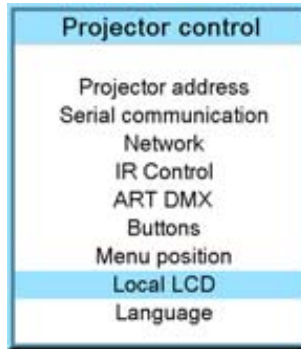 Projector control
Projector address
Serial communication
Network
IR Control
ART DMX
Buttons
Menu position
Local LCD
Language